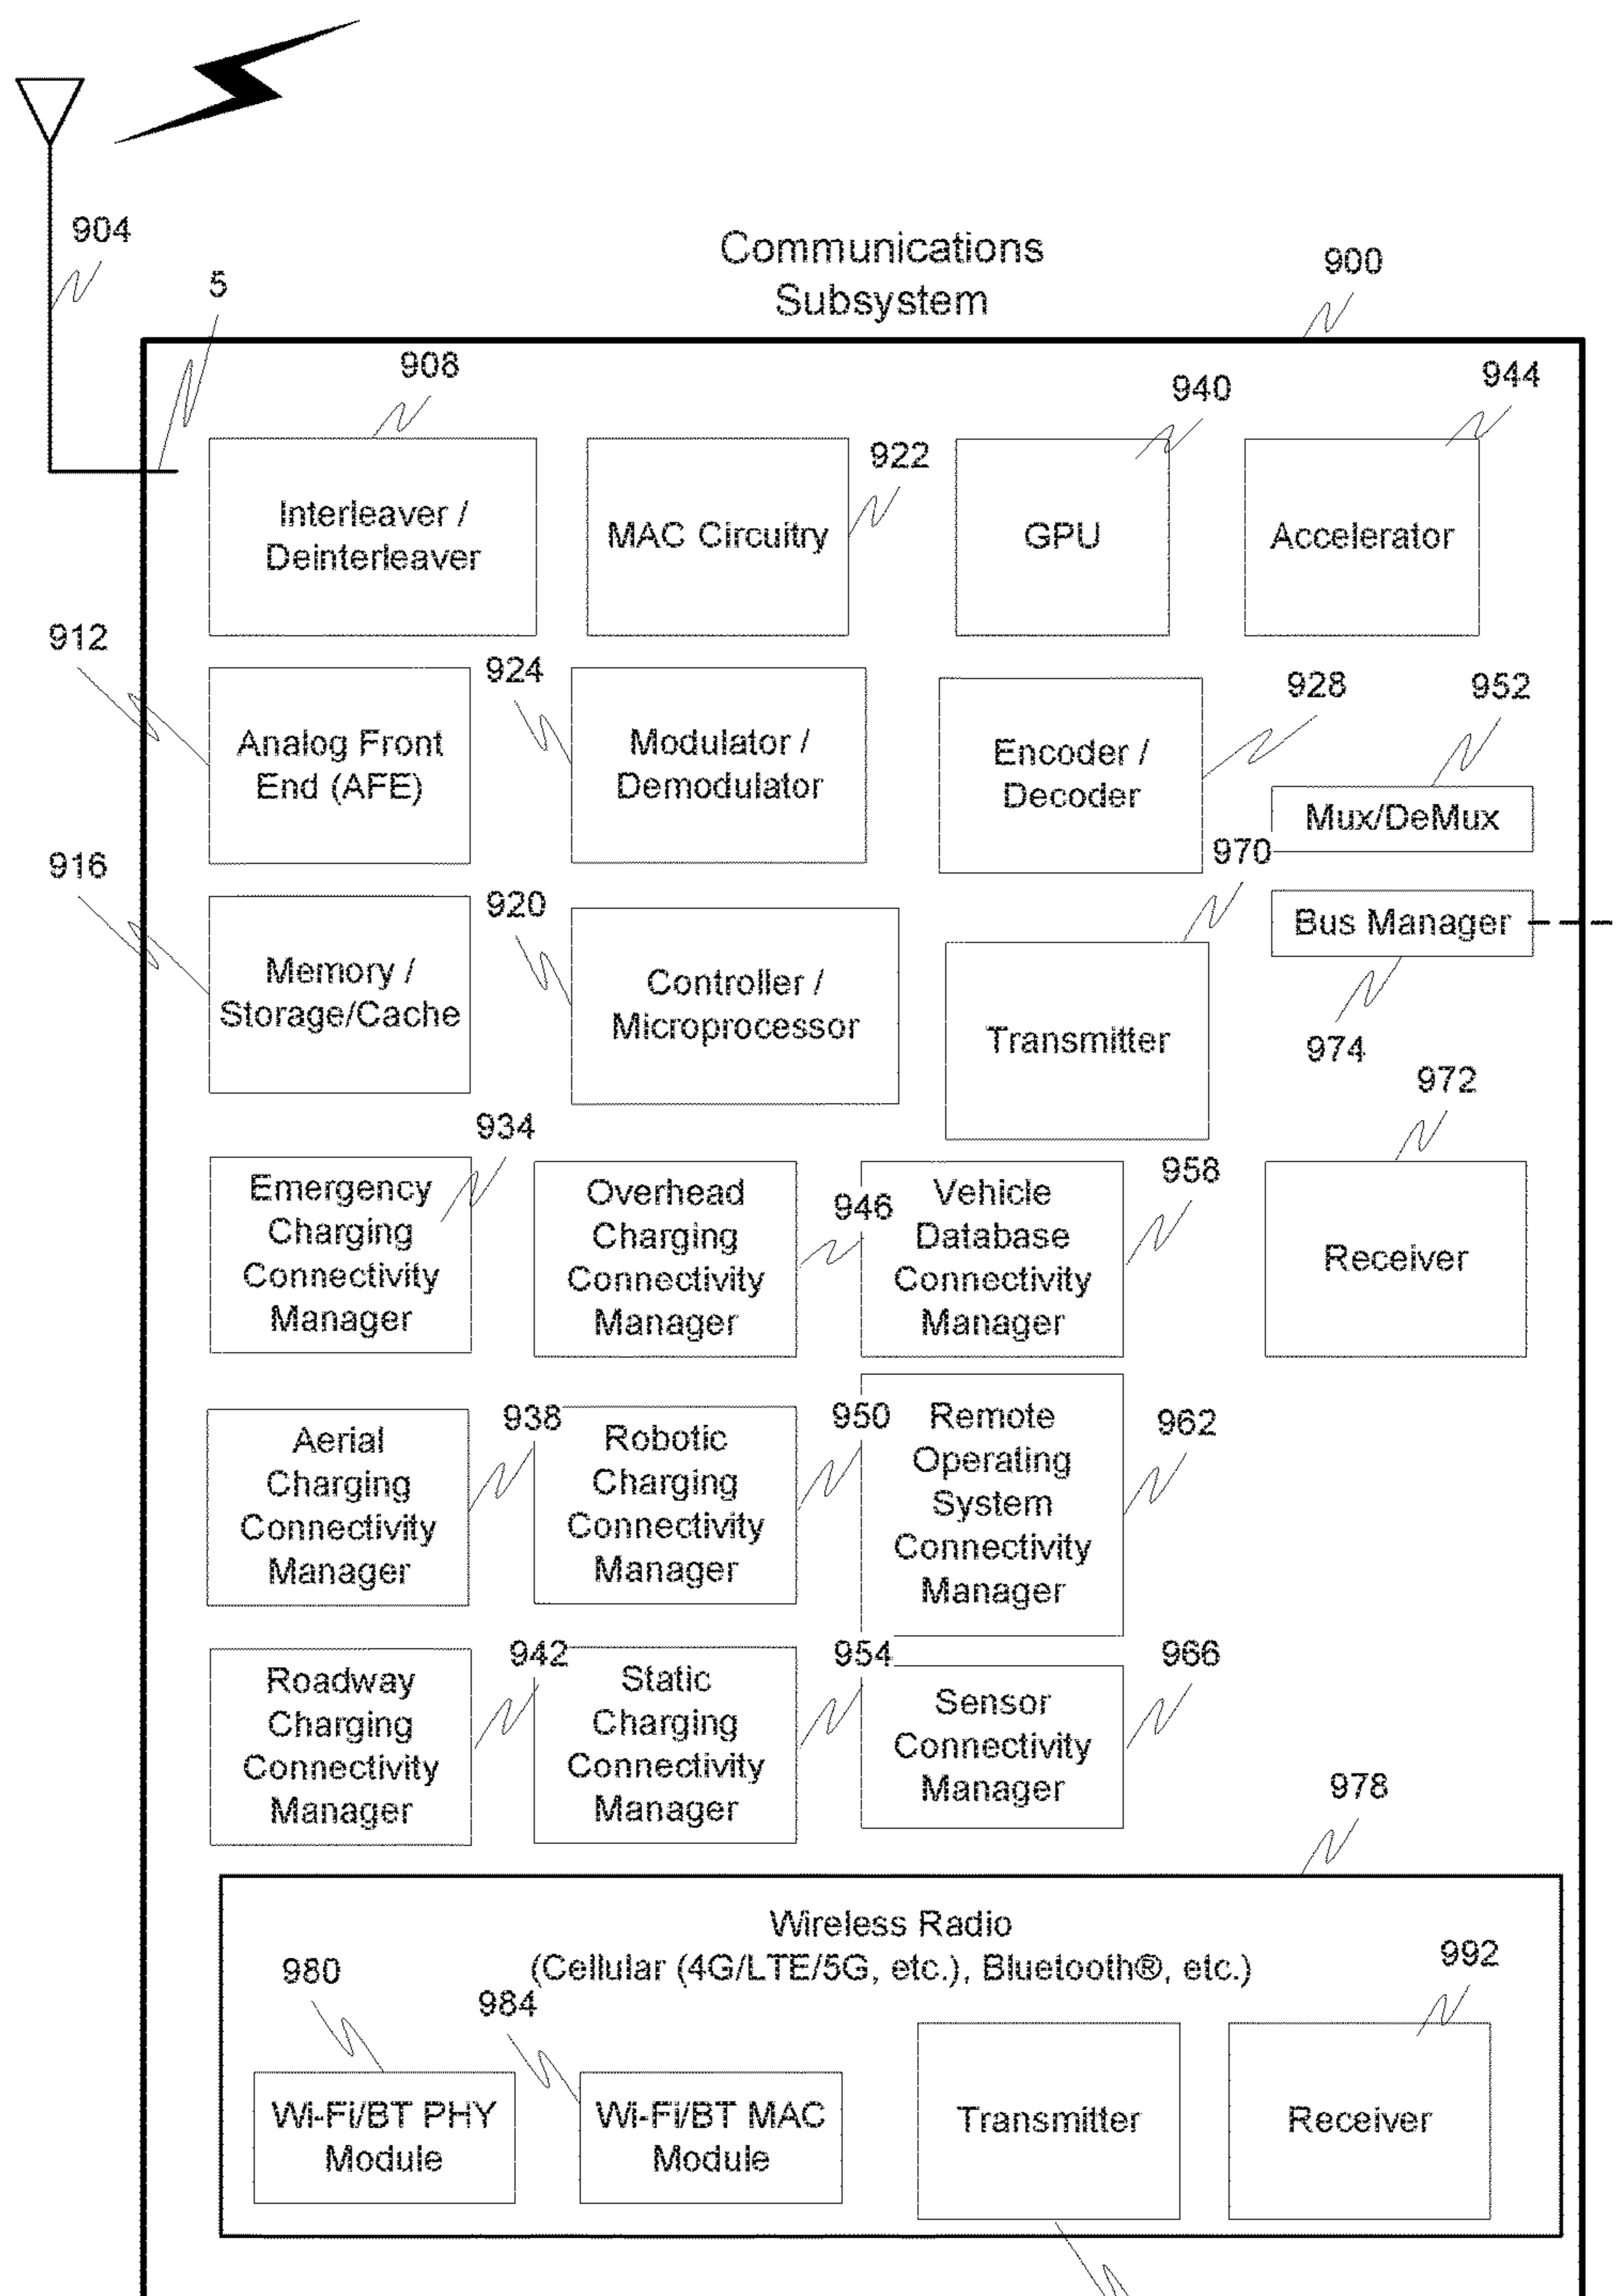 904
5
Communications
Subsystem
900
908
940
944
922
Interleaver /
Deinterleaver
MAC Circuitry
GPU
Accelerator
912
924
928
952
Analog Front
End (AFE)
Modulator /
Demodulator
Encoder /
Decoder
Mux/DeMux
970
916
920
Bus Manager
Memory /
Storage/Cache
Controller /
Microprocessor
Transmitter
974
972
934
Emergency
Charging
Connectivity
Manager
Overhead
Charging
Connectivity
Manager
946
Vehicle
Database
Connectivity
Manager
958
Receiver
Aerial
Charging
Connectivity
Manager
938
Robotic
Charging
Connectivity
Manager
950
Remote
Operating
System
Connectivity
Manager
962
Roadway
Charging
Connectivity
Manager
942
Static
Charging
Connectivity
Manager
954
Sensor
Connectivity
Manager
966
978
Wireless Radio
(Cellular (4G/LTE/5G, etc.), Bluetooth®, etc.)
980
984
992
Wi-Fi/BT PHY
Module
Wi-Fi/BT MAC
Module
Transmitter
Receiver